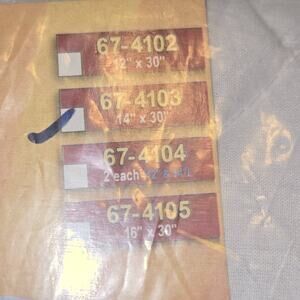 67-4102
12" x 30"
67-4103
14" x 30"
67-4104
2 each
67-4105
16" x 30"